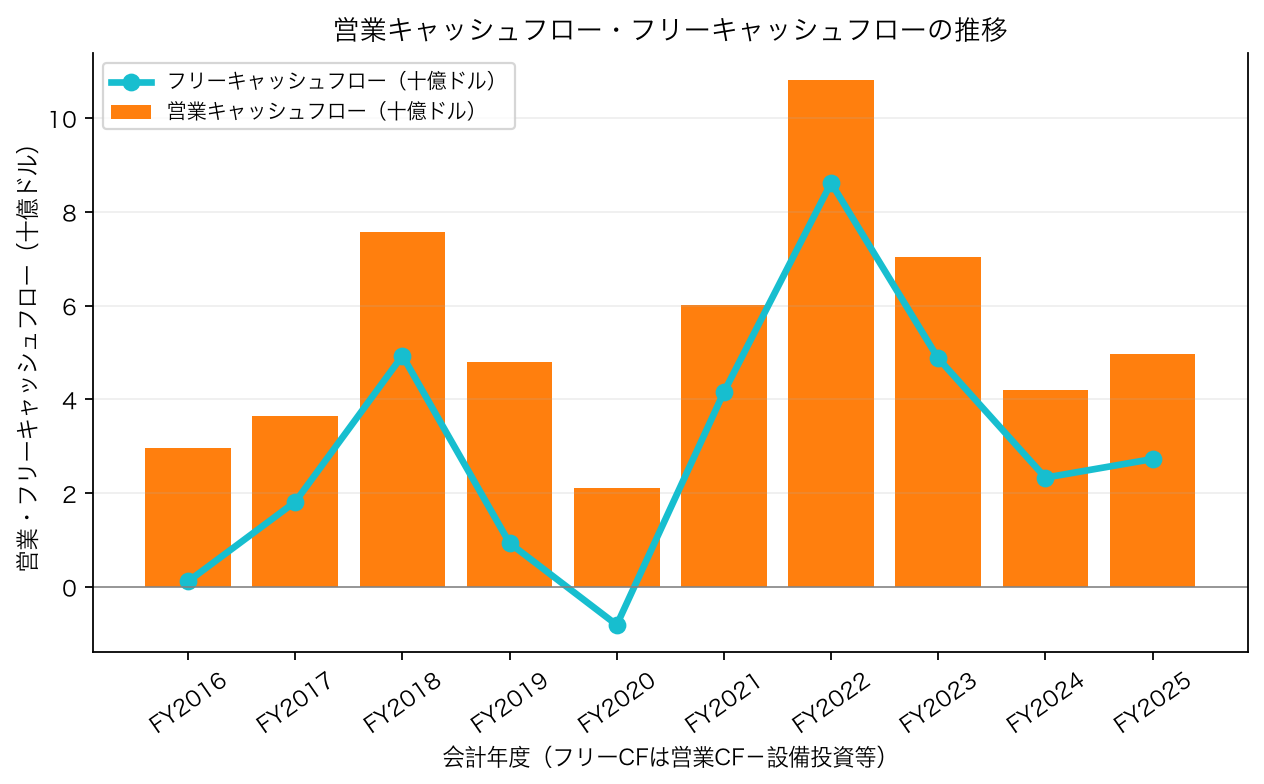 営業キャッシュフロー・フリーキャッシュフローの推移
フリーキャッシュフロー（十億ドル）
営業キャッシュフロー（十億ドル）
営業・フリーキャッシュフロー（十億ドル）
10
8
6
4
2
0
FY2016
FY2017
FY2018
FY2019
FY2020
FY2021
FY2022
FY2023
FY2024
FY2025
会計年度（フリーCFは営業CF－設備投資等）